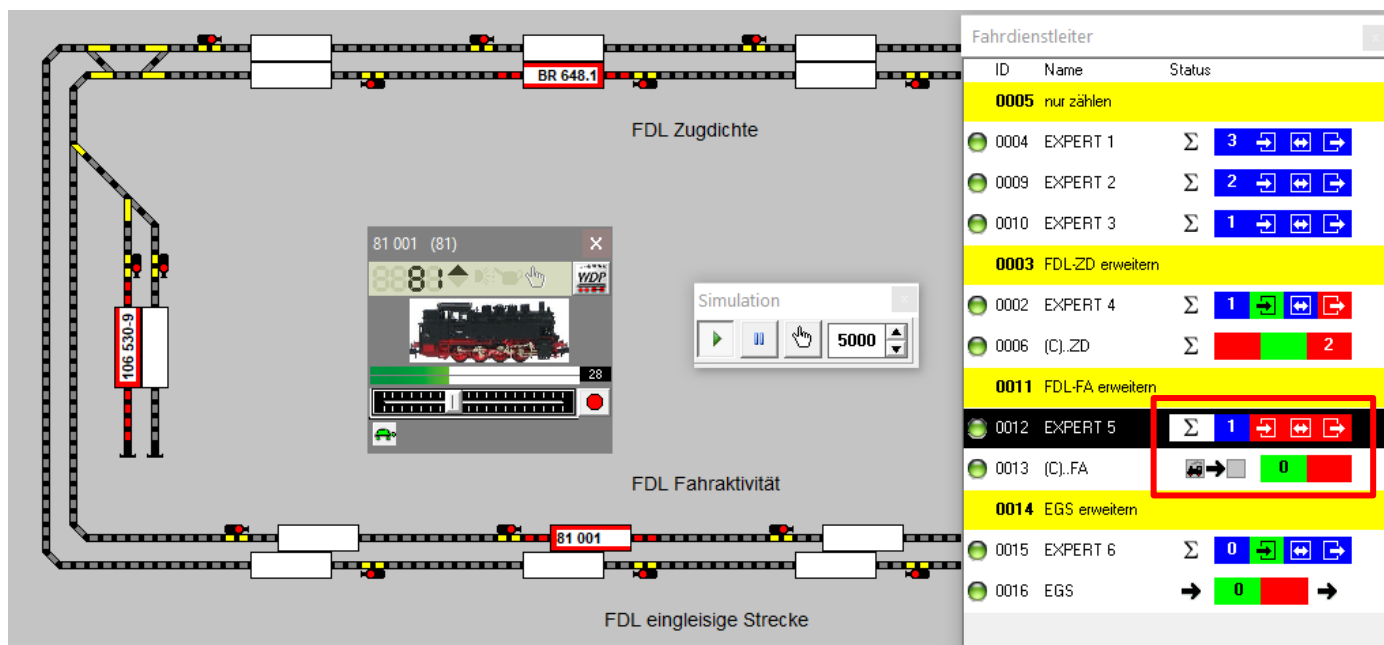 BR 648.1
FDL Zugdichte
106 530-9
81 001 (81)
81
WDP
28
Simulation
5000
FDL Fahraktivität
81 001
FDL eingleisige Strecke
Fahrdienstleiter
ID Name Status
0005 nur zählen
0004 EXPERT 1 Σ 3
0009 EXPERT 2 Σ 2
0010 EXPERT 3 Σ 1
0003 FDL-ZD erweitern
0002 EXPERT 4 Σ 1
0006 (C)..ZD Σ 2
0011 FDL-FA erweitern
0012 EXPERT 5 Σ 1
0013 (C)..FA 0
0014 EGS erweitern
0015 EXPERT 6 Σ 0
0016 EGS 0